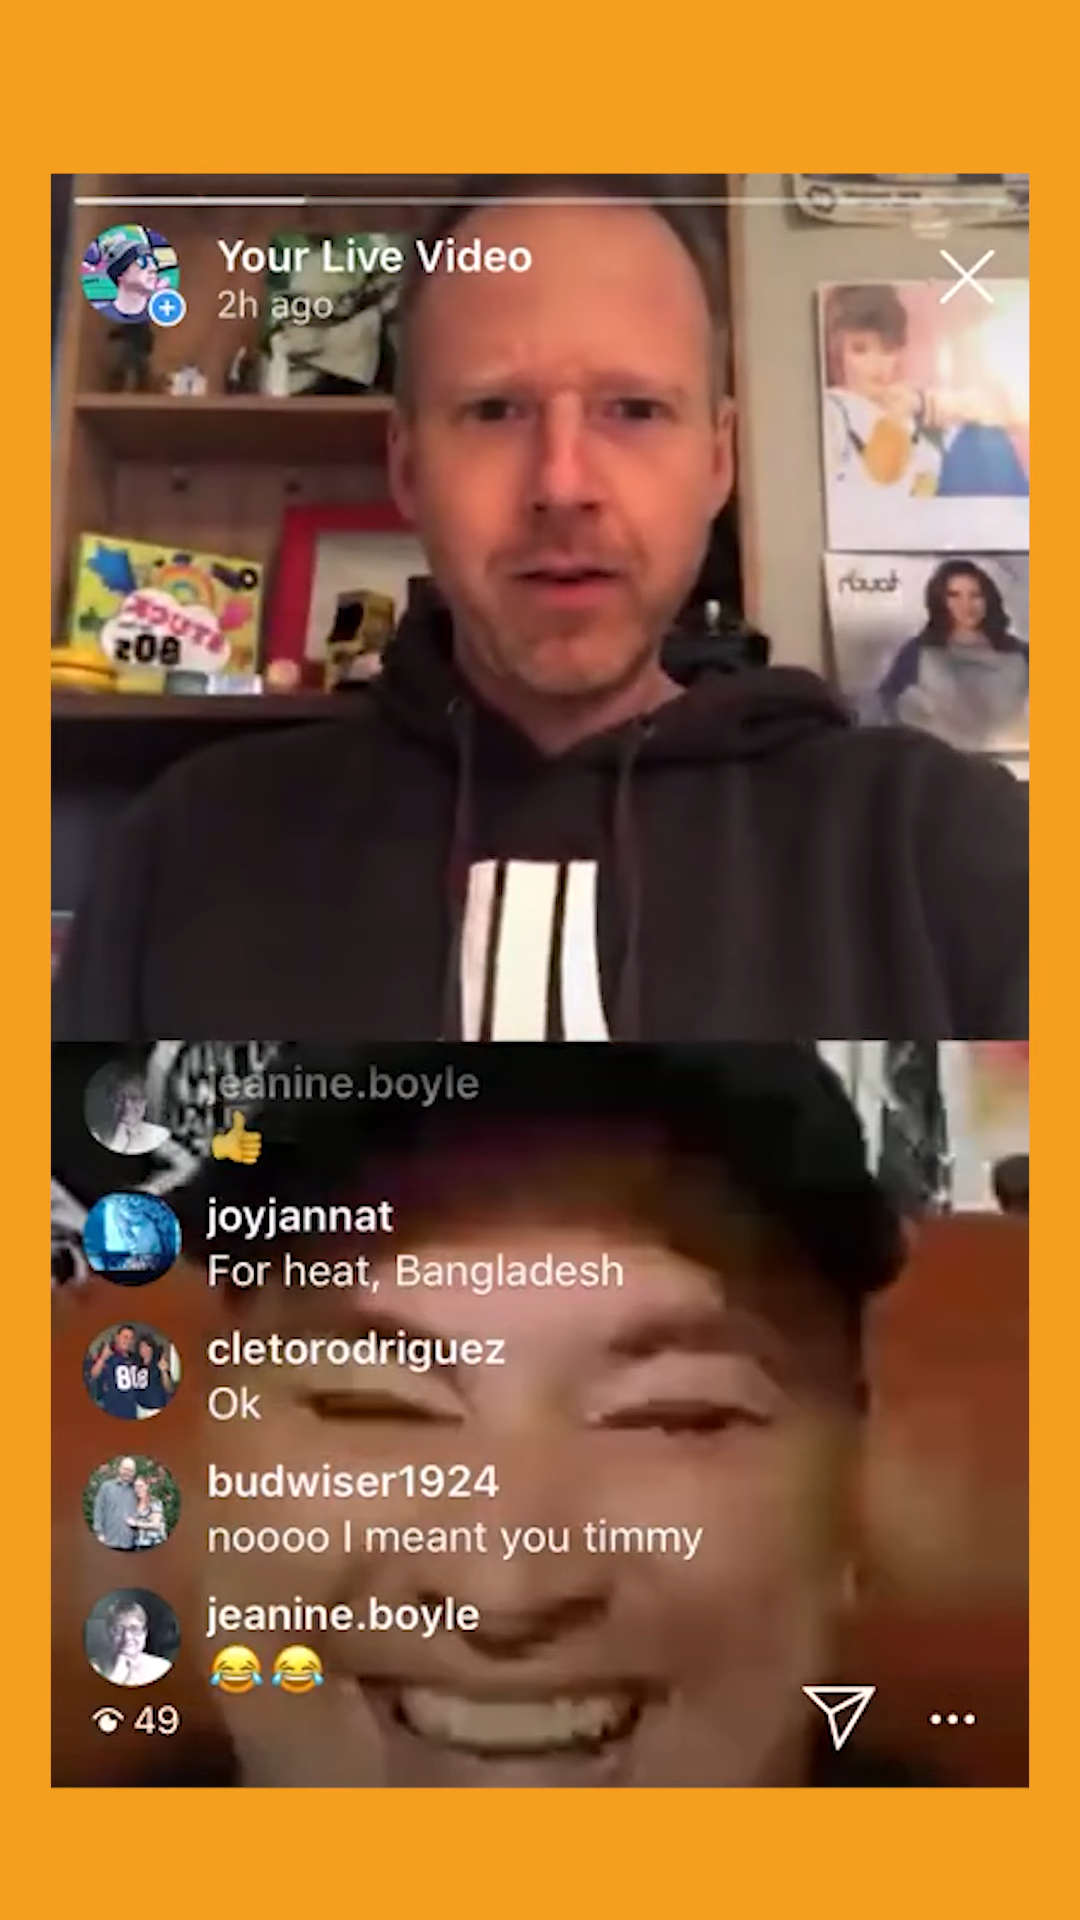 Your Live Video
2h ago
jeanine.boyle
👍
joyjannat
For heat, Bangladesh
cletorodriguez
Ok
budwiser1924
noooo I meant you timmy
jeanine.boyle
😂😂
49